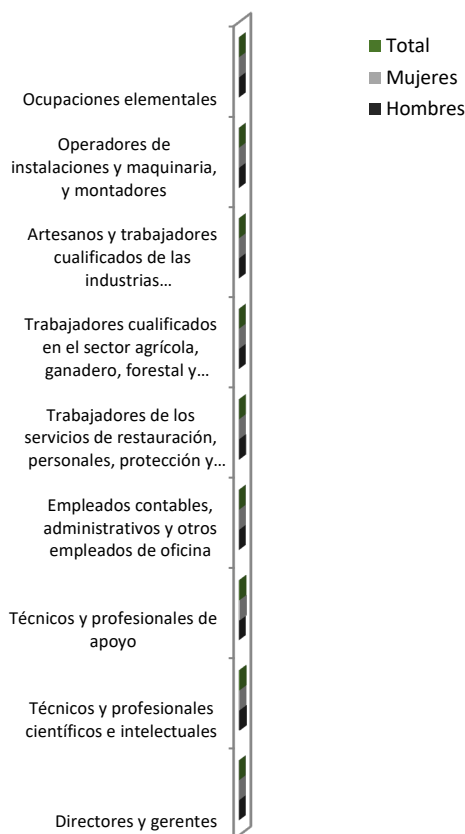 Total
Mujeres
Hombres
Ocupaciones elementales
Operadores de
instalaciones y maquinaria,
y montadores
Artesanos y trabajadores
cualificados de las
industrias...
Trabajadores cualificados
en el sector agrícola,
ganadero, forestal y...
Trabajadores de los
servicios de restauración,
personales, protección y...
Empleados contables,
administrativos y otros
empleados de oficina
Técnicos y profesionales de
apoyo
Técnicos y profesionales
científicos e intelectuales
Directores y gerentes